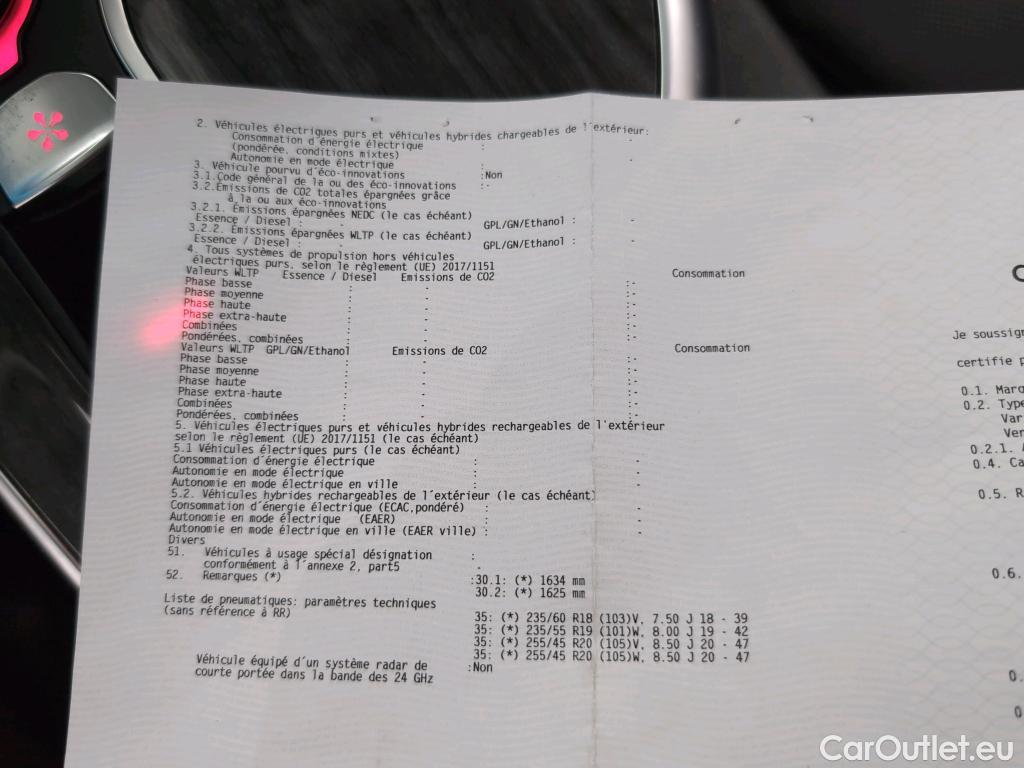 2. Véhicules électriques purs et véhicules hybrides chargeables de l´extérieur:
Consommation d´énergie électrique : -
(pondérée, conditions mixtes)
Autonomie en mode électrique -
3. Véhicule pourvu d´éco-innovations :Non
3.1.Code général de la ou des éco-innovations :-
3.2.Emissions de CO2 totales épargnées grâce
à la ou aux éco-innovations
3.2.1. Émissions épargnées NEDC (le cas échéant)
Essence / Diesel : - GPL/GN/Ethanol : -
3.2.2. Émissions épargnées WLTP (le cas échéant)
Essence / Diesel : - GPL/GN/Ethanol : -
4. Tous systèmes de propulsion hors véhicules
électriques purs, selon le règlement (UE) 2017/1151
Valeurs WLTP Essence / Diesel Emissions de CO2 Consommation
Phase basse : - :-
Phase moyenne : - :-
Phase haute : - :-
Phase extra-haute : - :-
Combinées : - :-
Pondérées, combinées : - :-
Valeurs WLTP GPL/GN/Ethanol Emissions de CO2 Consommation
Phase basse : - :-
Phase moyenne : - :-
Phase haute : - :-
Phase extra-haute : - :-
Combinées : - :-
Pondérées, combinées : - :-
5. Véhicules électriques purs et véhicules hybrides rechargeables de l´extérieur
selon le règlement (UE) 2017/1151 (le cas échéant)
5.1 Véhicules électriques purs (le cas échéant)
Consommation d´énergie électrique : -
Autonomie en mode électrique : -
Autonomie en mode électrique en ville : -
5.2. Véhicules hybrides rechargeables de l´extérieur (le cas échéant)
Consommation d´énergie électrique (ECAC,pondéré) : -
Autonomie en mode électrique (EAER) : -
Autonomie en mode électrique en ville (EAER ville) : -
Divers
51. Véhicules à usage spécial désignation :
conformément à l´annexe 2, part5 -
52. Remarques (*) :30.1: (*) 1634 mm
30.2: (*) 1625 mm
Liste de pneumatiques: paramètres techniques
(sans référence à RR)
35: (*) 235/60 R18 (103)V, 7.50 J 18 - 39
35: (*) 235/55 R19 (101)W, 8.00 J 19 - 42
35: (*) 255/45 R20 (105)V, 8.50 J 20 - 47
35: (*) 255/45 R20 (105)W, 8.50 J 20 - 47
Véhicule équipé d´un système radar de :Non
courte portée dans la bande des 24 GHz
C
Je soussign
certifie p
0.1. Marq
0.2. Type
Var
Ver
0.2.1.
0.4. Ca
0.5. R
0.6.
0.
0
CarOutlet.eu